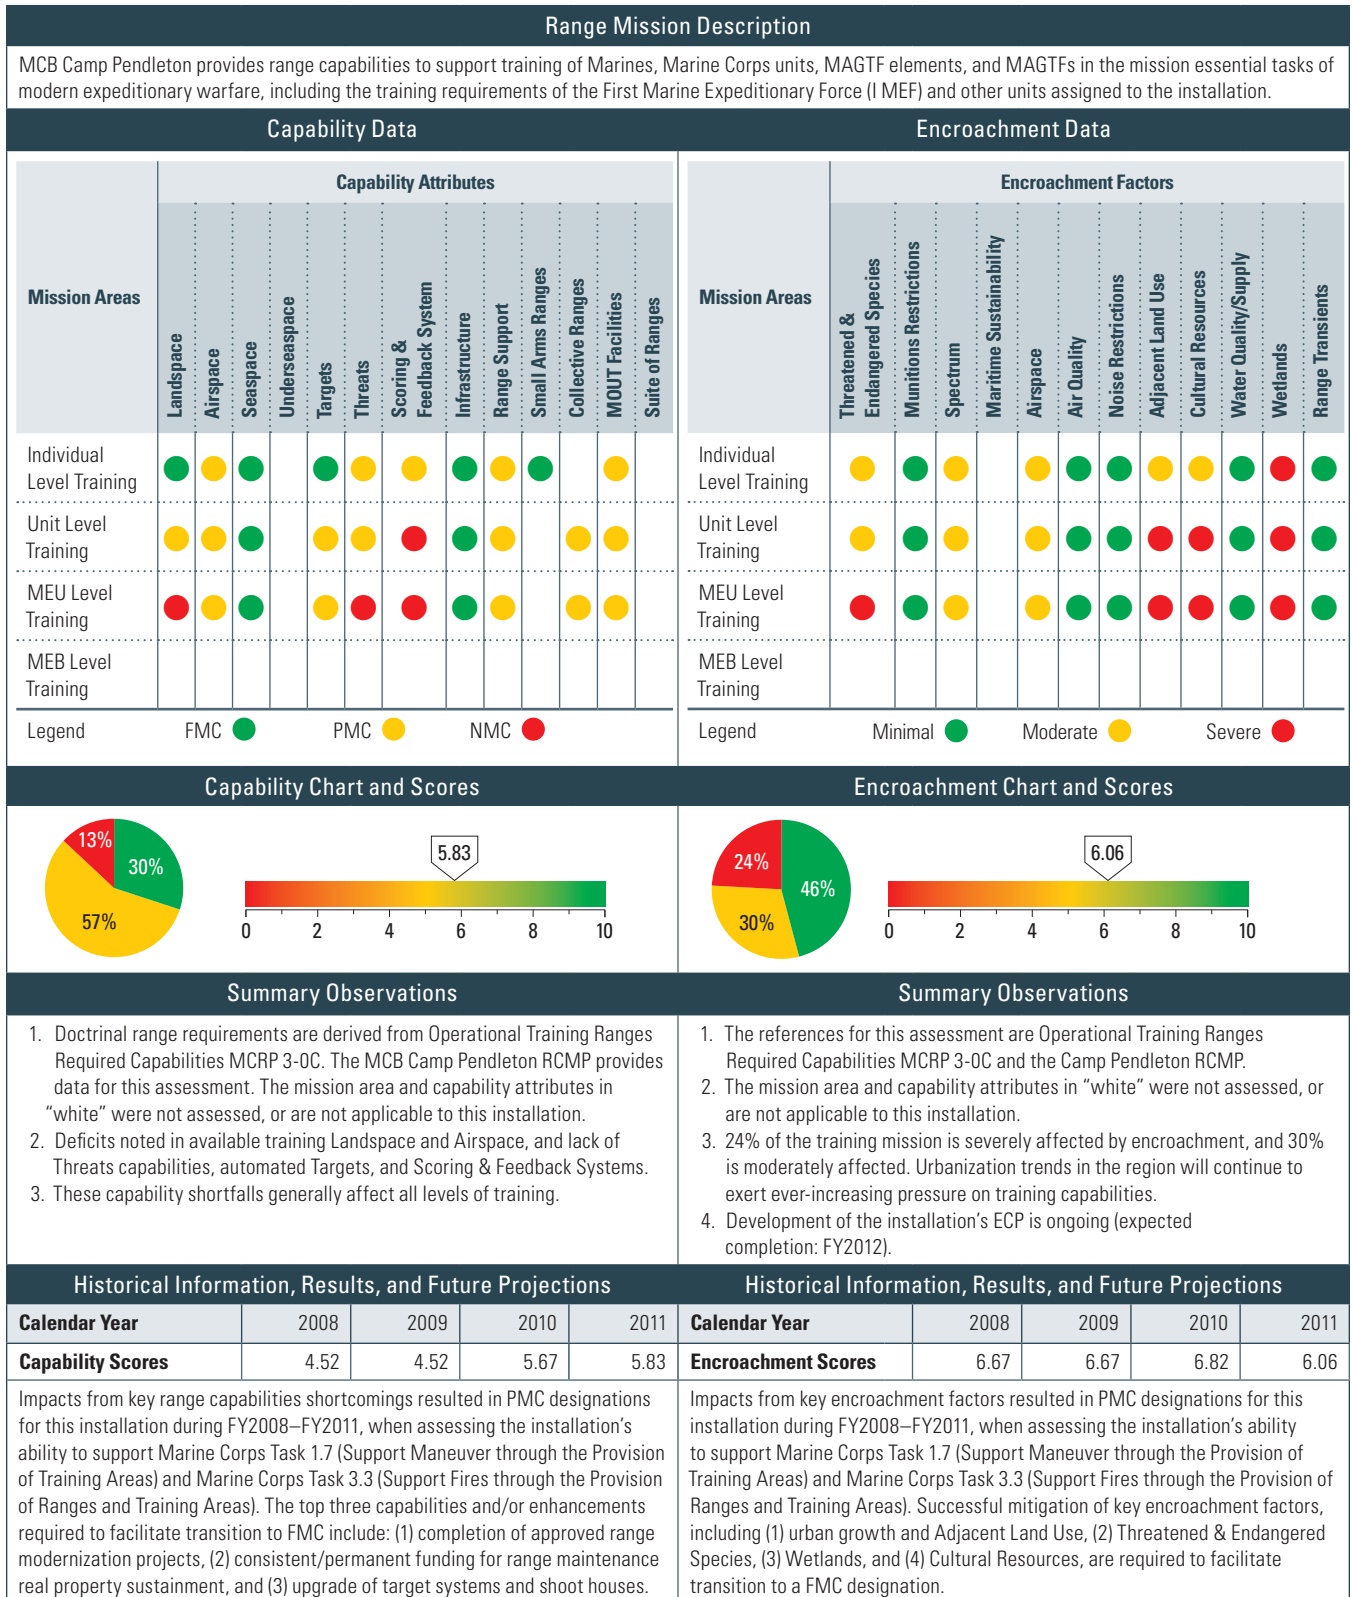 Range Mission Description
MCB Camp Pendleton provides range capabilities to support training of Marines, Marine Corps units, MAGTF elements, and MAGTFs in the mission essential tasks of
modern expeditionary warfare, including the training requirements of the First Marine Expeditionary Force (I MEF) and other units assigned to the installation.
Capability Data
Mission Areas
Capability Attributes
Landspace
Airspace
Seaspace
Underseaspace
Targets
Threats
Scoring &
Feedback System
Infrastructure
Range Support
Small Arms Ranges
Collective Ranges
MOUT Facilities
Suite of Ranges
Individual
Level Training
Unit Level
Training
MEU Level
Training
MEB Level
Training
Legend FMC PMC NMC
Encroachment Data
Mission Areas
Encroachment Factors
Threatened &
Endangered Species
Munitions Restrictions
Spectrum
Maritime Sustainability
Airspace
Air Quality
Noise Restrictions
Adjacent Land Use
Cultural Resources
Water Quality/Supply
Wetlands
Range Transients
Individual
Level Training
Unit Level
Training
MEU Level
Training
MEB Level
Training
Legend Minimal Moderate Severe
Capability Chart and Scores
13%
30%
57%
5.83
0 2 4 6 8 10
Encroachment Chart and Scores
24%
46%
30%
6.06
0 2 4 6 8 10
Summary Observations
1. Doctrinal range requirements are derived from Operational Training Ranges
Required Capabilities MCRP 3-0C. The MCB Camp Pendleton RCMP provides
data for this assessment. The mission area and capability attributes in
“white” were not assessed, or are not applicable to this installation.
2. Deficits noted in available training Landspace and Airspace, and lack of
Threats capabilities, automated Targets, and Scoring & Feedback Systems.
3. These capability shortfalls generally affect all levels of training.
Summary Observations
1. The references for this assessment are Operational Training Ranges
Required Capabilities MCRP 3-0C and the Camp Pendleton RCMP.
2. The mission area and capability attributes in “white” were not assessed, or
are not applicable to this installation.
3. 24% of the training mission is severely affected by encroachment, and 30%
is moderately affected. Urbanization trends in the region will continue to
exert ever-increasing pressure on training capabilities.
4. Development of the installation’s ECP is ongoing (expected
completion: FY2012).
Historical Information, Results, and Future Projections
Calendar Year 2008 2009 2010 2011
Capability Scores 4.52 4.52 5.67 5.83
Impacts from key range capabilities shortcomings resulted in PMC designations
for this installation during FY2008–FY2011, when assessing the installation’s
ability to support Marine Corps Task 1.7 (Support Maneuver through the Provision
of Training Areas) and Marine Corps Task 3.3 (Support Fires through the Provision
of Ranges and Training Areas). The top three capabilities and/or enhancements
required to facilitate transition to FMC include: (1) completion of approved range
modernization projects, (2) consistent/permanent funding for range maintenance
real property sustainment, and (3) upgrade of target systems and shoot houses.
Historical Information, Results, and Future Projections
Calendar Year 2008 2009 2010 2011
Encroachment Scores 6.67 6.67 6.82 6.06
Impacts from key encroachment factors resulted in PMC designations for this
installation during FY2008–FY2011, when assessing the installation’s ability
to support Marine Corps Task 1.7 (Support Maneuver through the Provision of
Training Areas) and Marine Corps Task 3.3 (Support Fires through the Provision of
Ranges and Training Areas). Successful mitigation of key encroachment factors,
including (1) urban growth and Adjacent Land Use, (2) Threatened & Endangered
Species, (3) Wetlands, and (4) Cultural Resources, are required to facilitate
transition to a FMC designation.